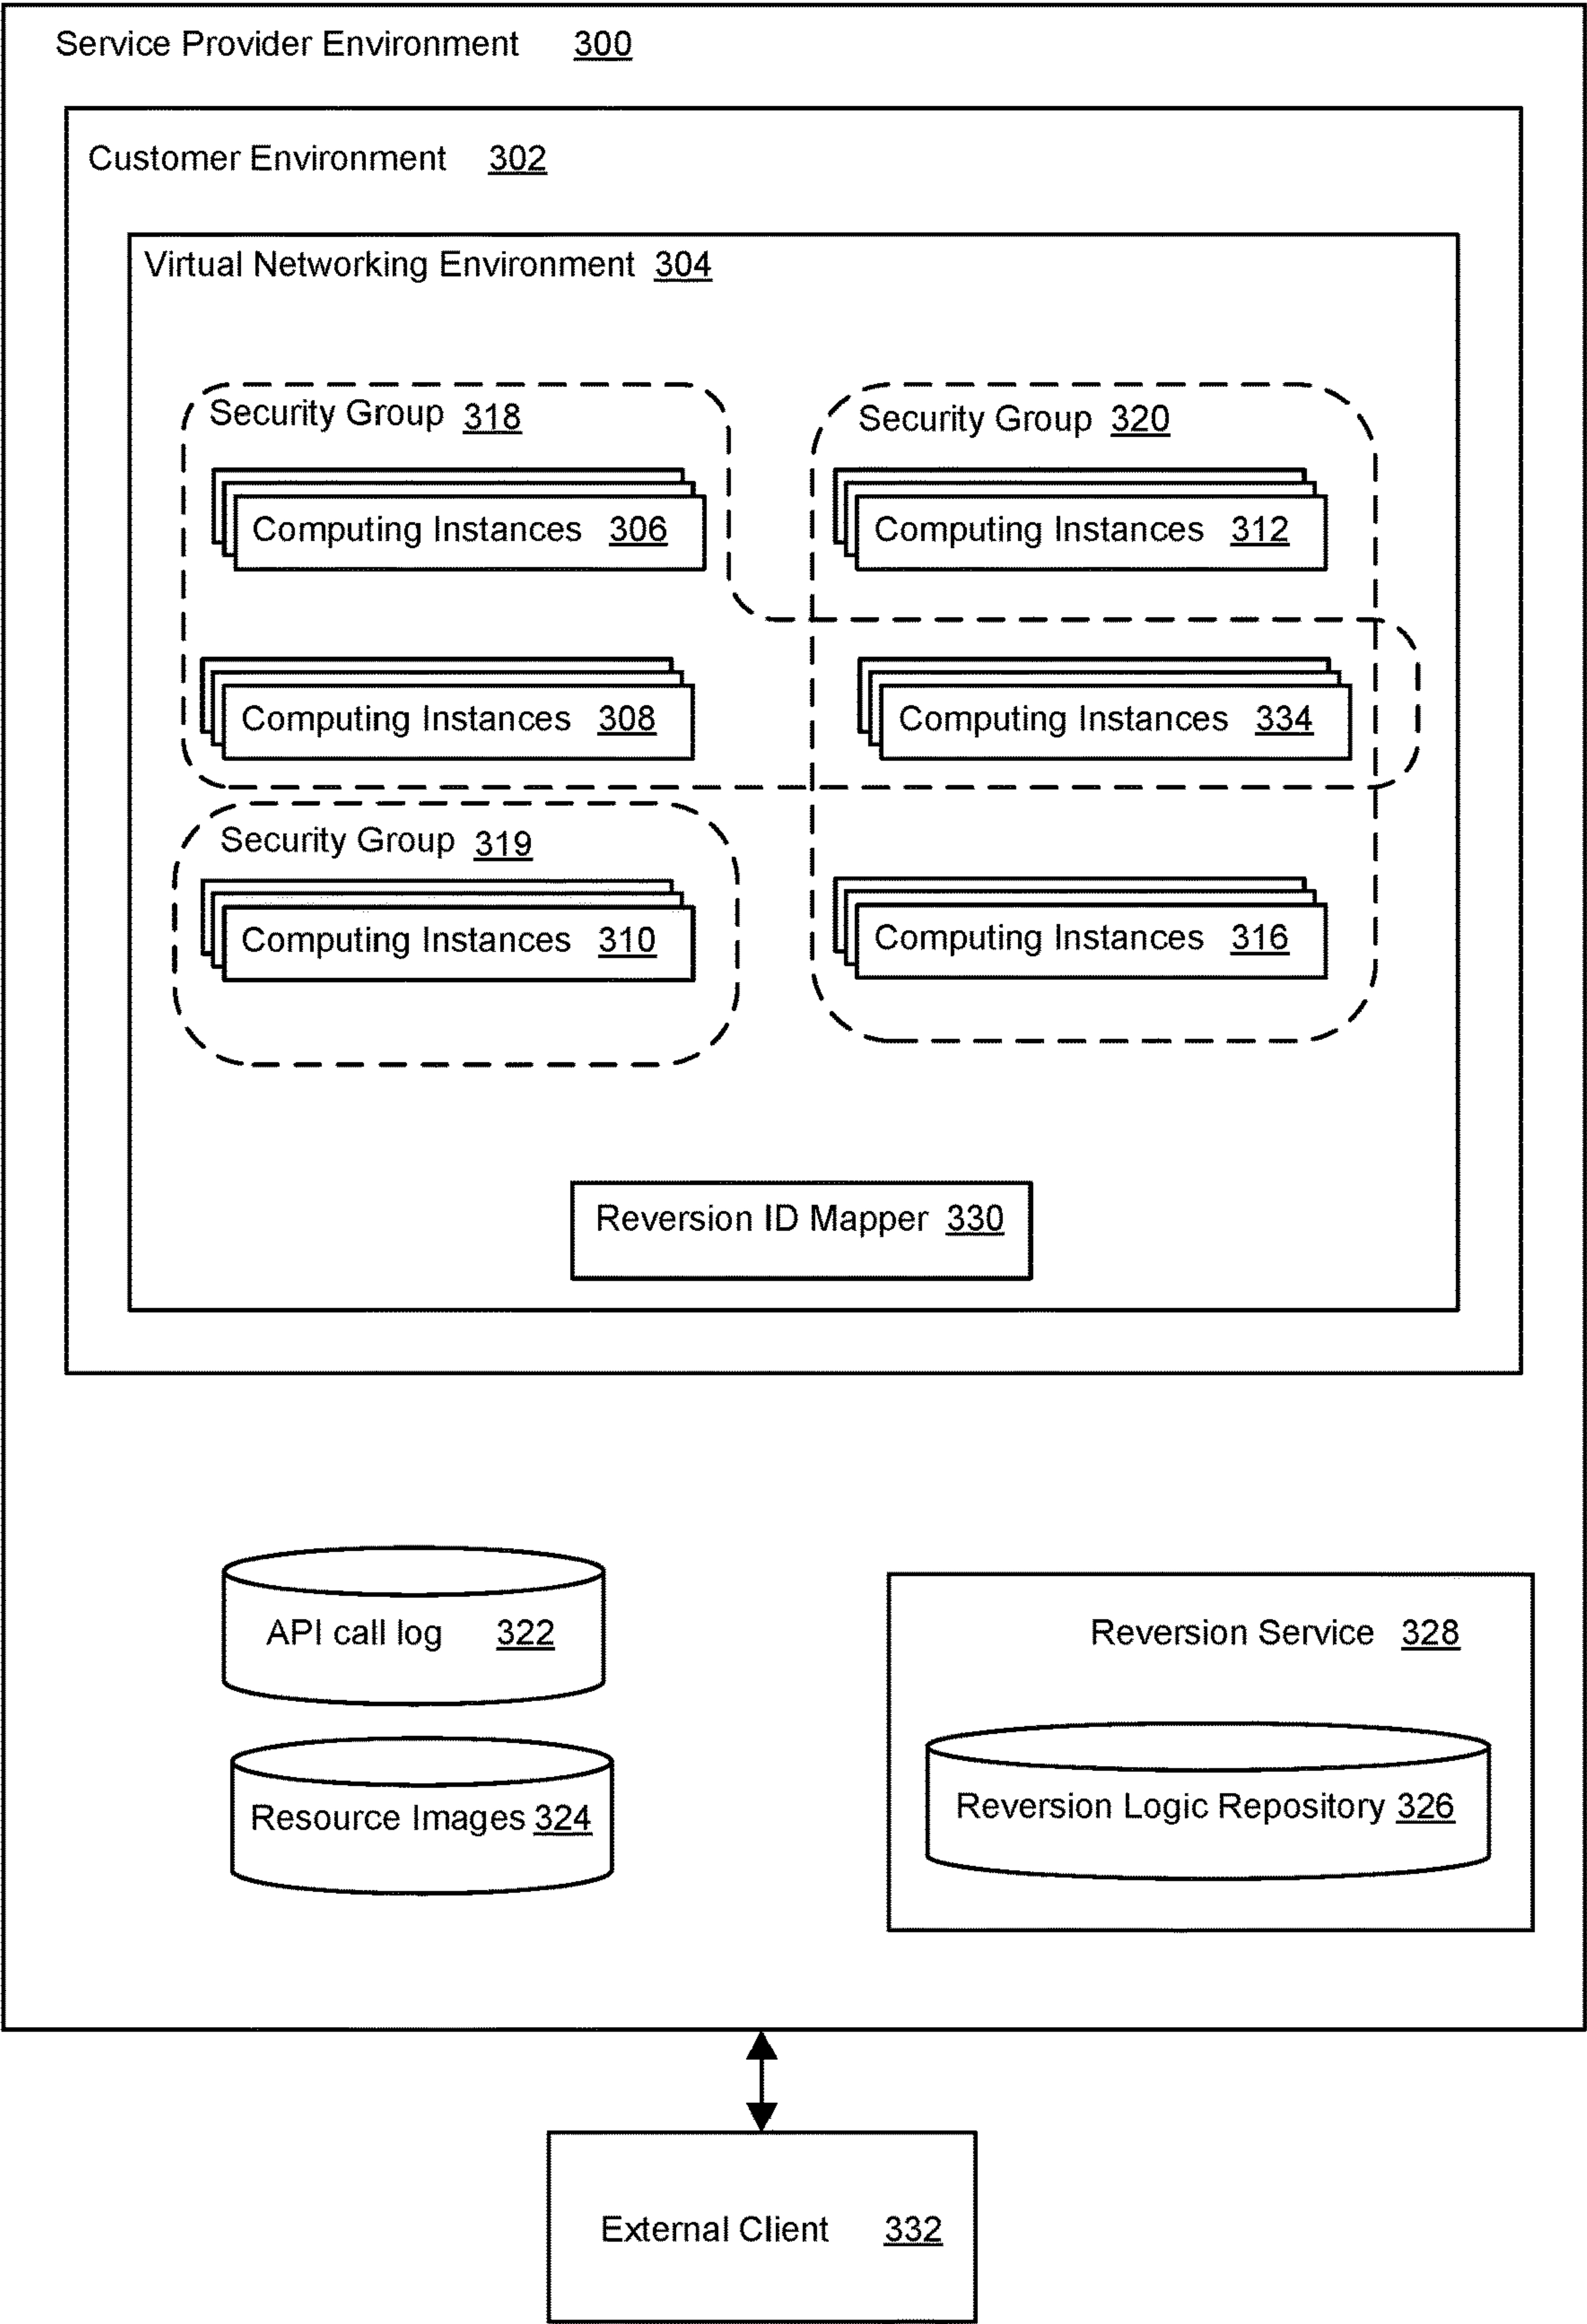 Service Provider Environment 300
Customer Environment 302
Virtual Networking Environment 304
Security Group 318
Security Group 320
Computing Instances 306
Computing Instances 312
Computing Instances 308
Computing Instances 334
Security Group 319
Computing Instances 310
Computing Instances 316
Reversion ID Mapper 330
API call log 322
Reversion Service 328
Resource Images 324
Reversion Logic Repository 326
External Client 332